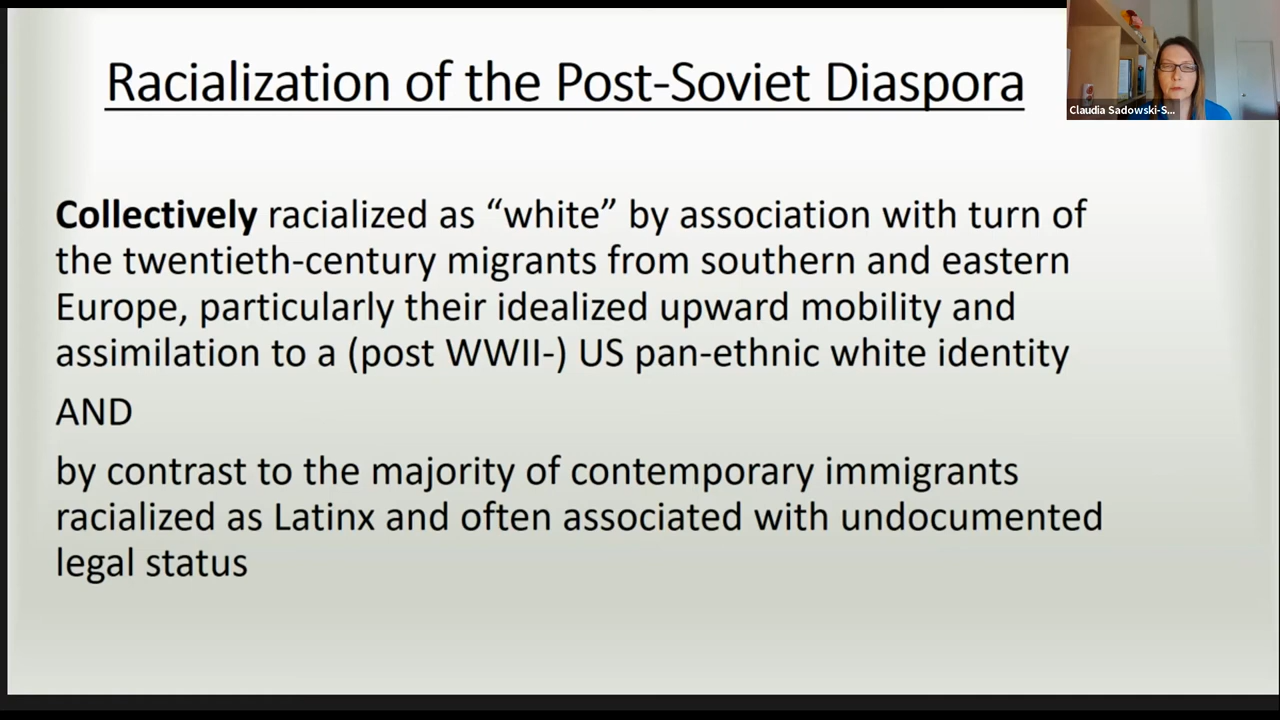 Racialization of the Post-Soviet Diaspora
Claudia Sadowski-S...
Collectively racialized as “white” by association with turn of
the twentieth-century migrants from southern and eastern
Europe, particularly their idealized upward mobility and
assimilation to a (post WWII-) US pan-ethnic white identity
AND
by contrast to the majority of contemporary immigrants
racialized as Latinx and often associated with undocumented
legal status